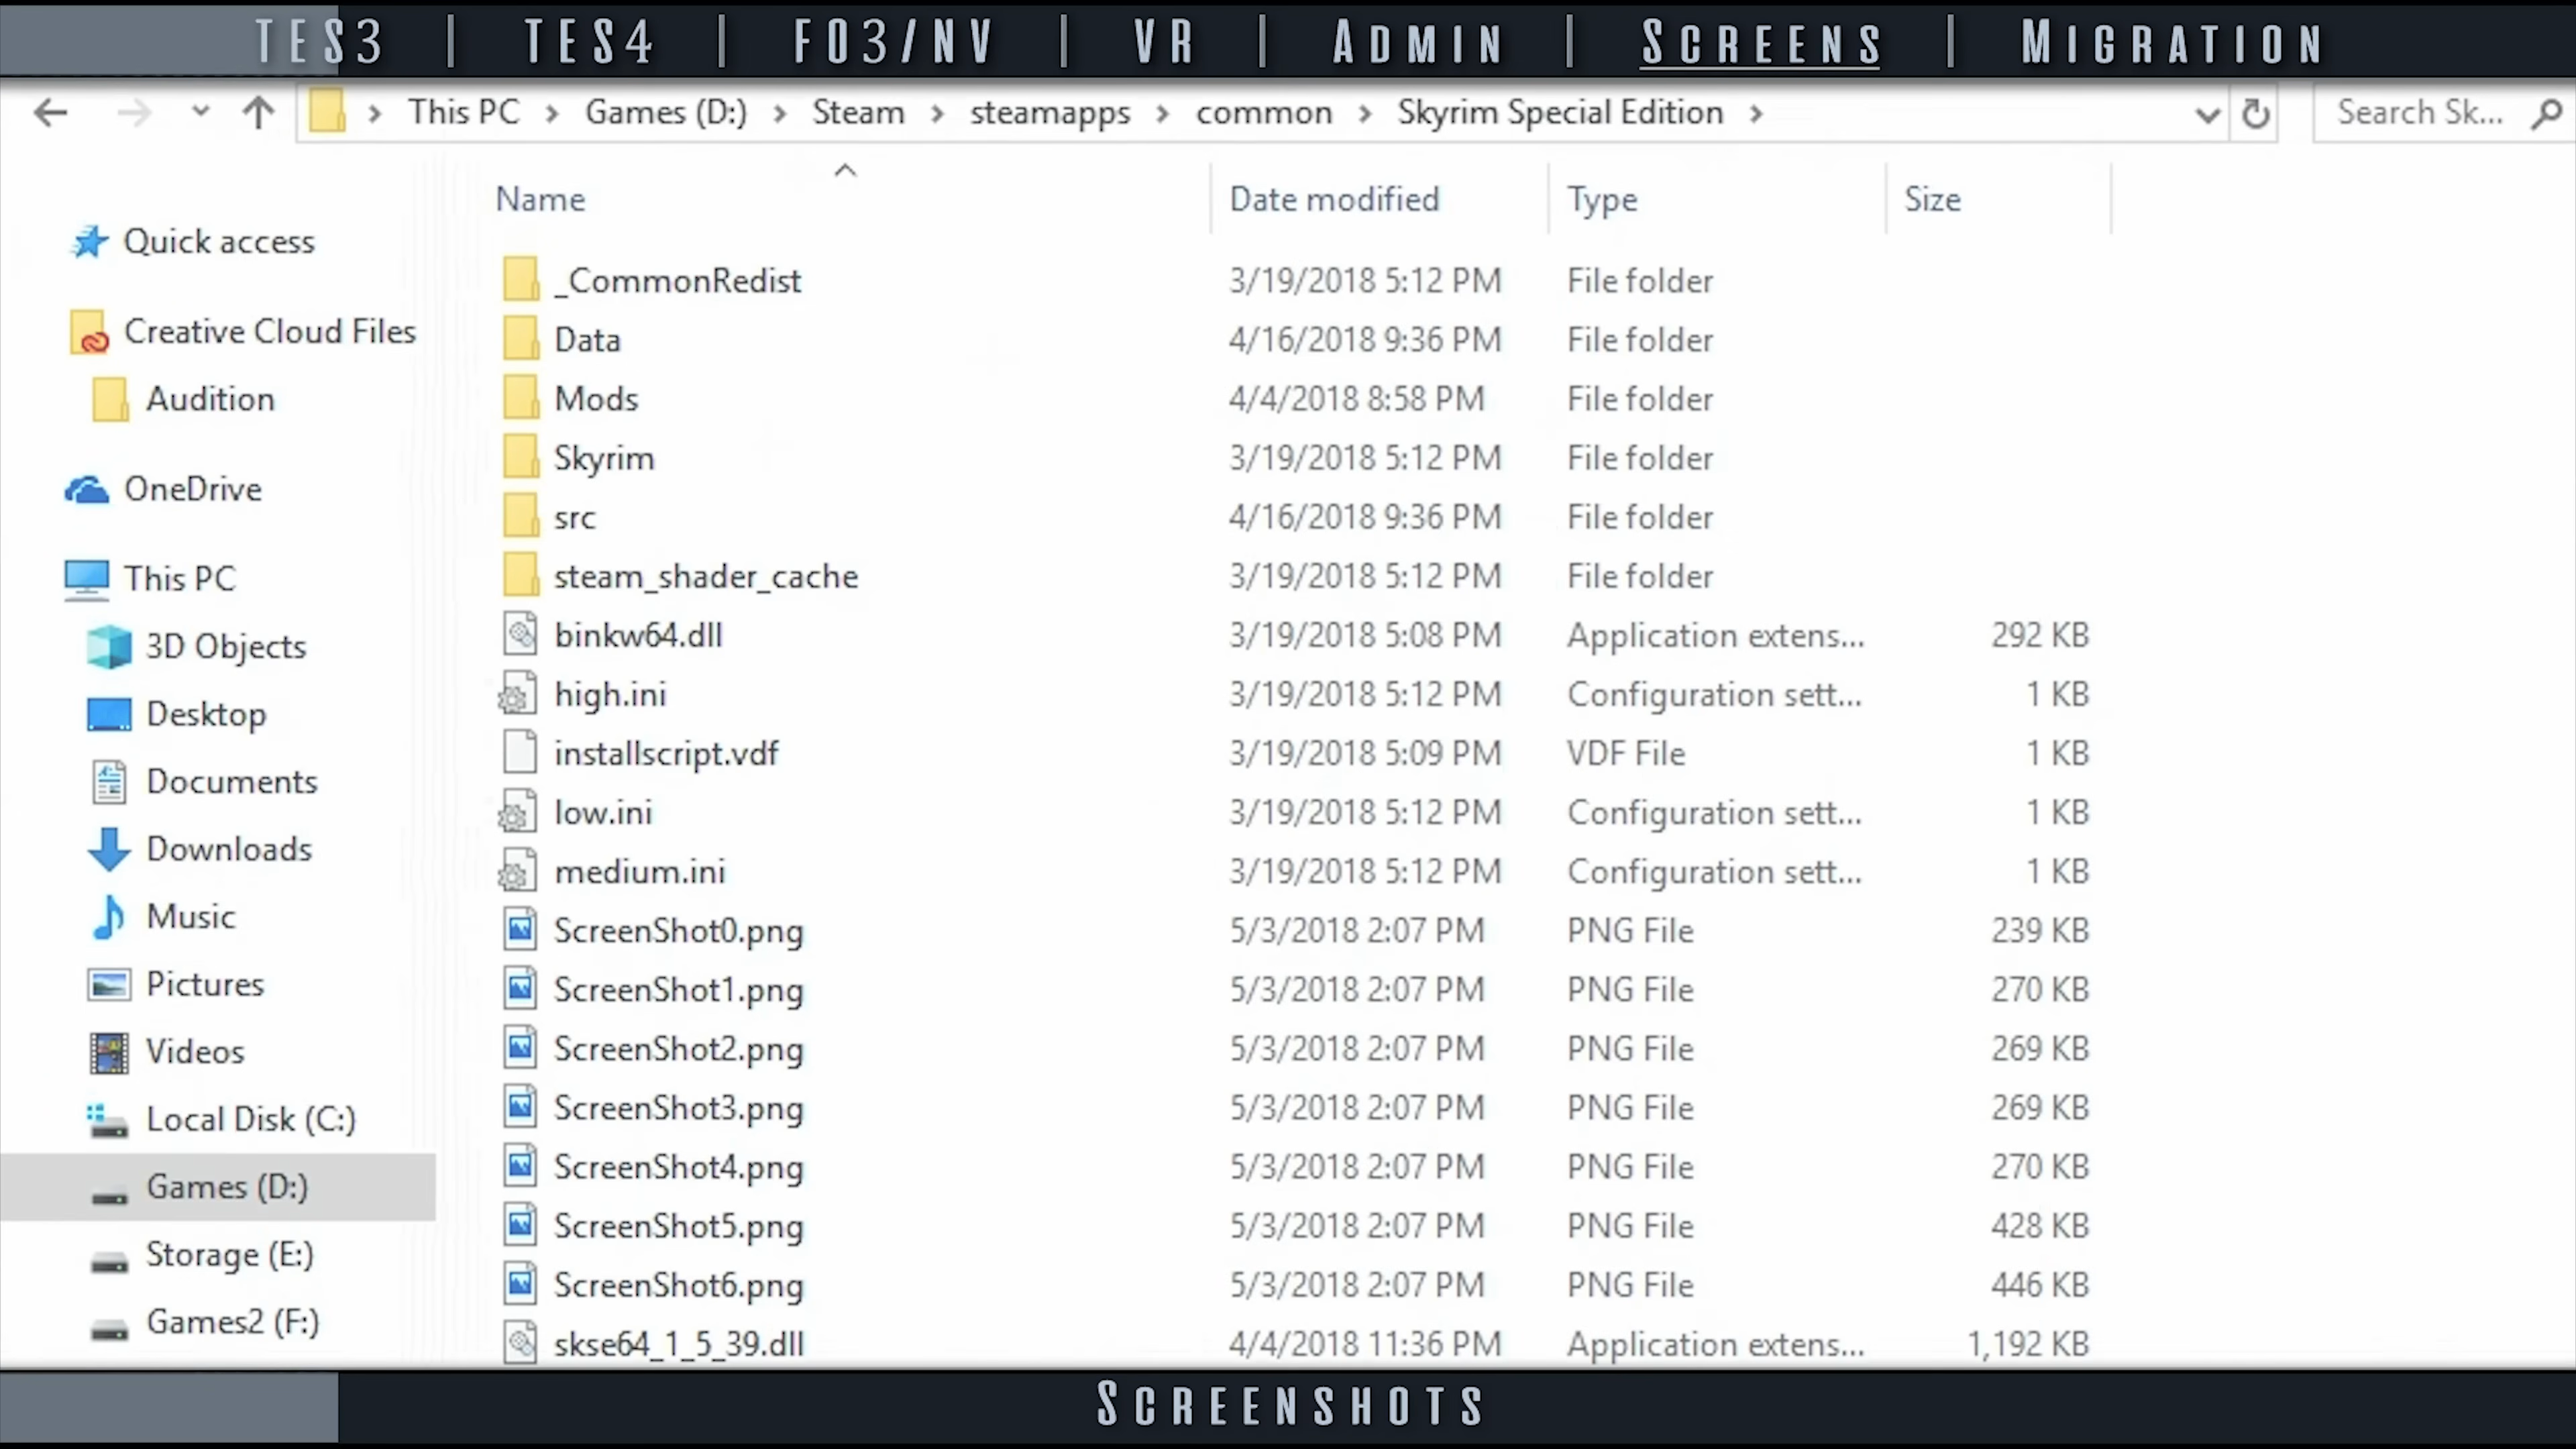 TES3 | TES4 | FO3/NV | VR | ADMIN | SCREENS | MIGRATION
This PC > Games (D:) > Steam > steamapps > common > Skyrim Special Edition >
Search Sk...
Name Date modified Type Size
Quick access
Creative Cloud Files
Audition
OneDrive
This PC
3D Objects
Desktop
Documents
Downloads
Music
Pictures
Videos
Local Disk (C:)
Games (D:)
Storage (E:)
Games2 (F:)
_CommonRedist 3/19/2018 5:12 PM File folder
Data 4/16/2018 9:36 PM File folder
Mods 4/4/2018 8:58 PM File folder
Skyrim 3/19/2018 5:12 PM File folder
src 4/16/2018 9:36 PM File folder
steam_shader_cache 3/19/2018 5:12 PM File folder
binkw64.dll 3/19/2018 5:08 PM Application extens... 292 KB
high.ini 3/19/2018 5:12 PM Configuration sett... 1 KB
installscript.vdf 3/19/2018 5:09 PM VDF File 1 KB
low.ini 3/19/2018 5:12 PM Configuration sett... 1 KB
medium.ini 3/19/2018 5:12 PM Configuration sett... 1 KB
ScreenShot0.png 5/3/2018 2:07 PM PNG File 239 KB
ScreenShot1.png 5/3/2018 2:07 PM PNG File 270 KB
ScreenShot2.png 5/3/2018 2:07 PM PNG File 269 KB
ScreenShot3.png 5/3/2018 2:07 PM PNG File 269 KB
ScreenShot4.png 5/3/2018 2:07 PM PNG File 270 KB
ScreenShot5.png 5/3/2018 2:07 PM PNG File 428 KB
ScreenShot6.png 5/3/2018 2:07 PM PNG File 446 KB
skse64_1_5_39.dll 4/4/2018 11:36 PM Application extens... 1,192 KB
SCREENSHOTS